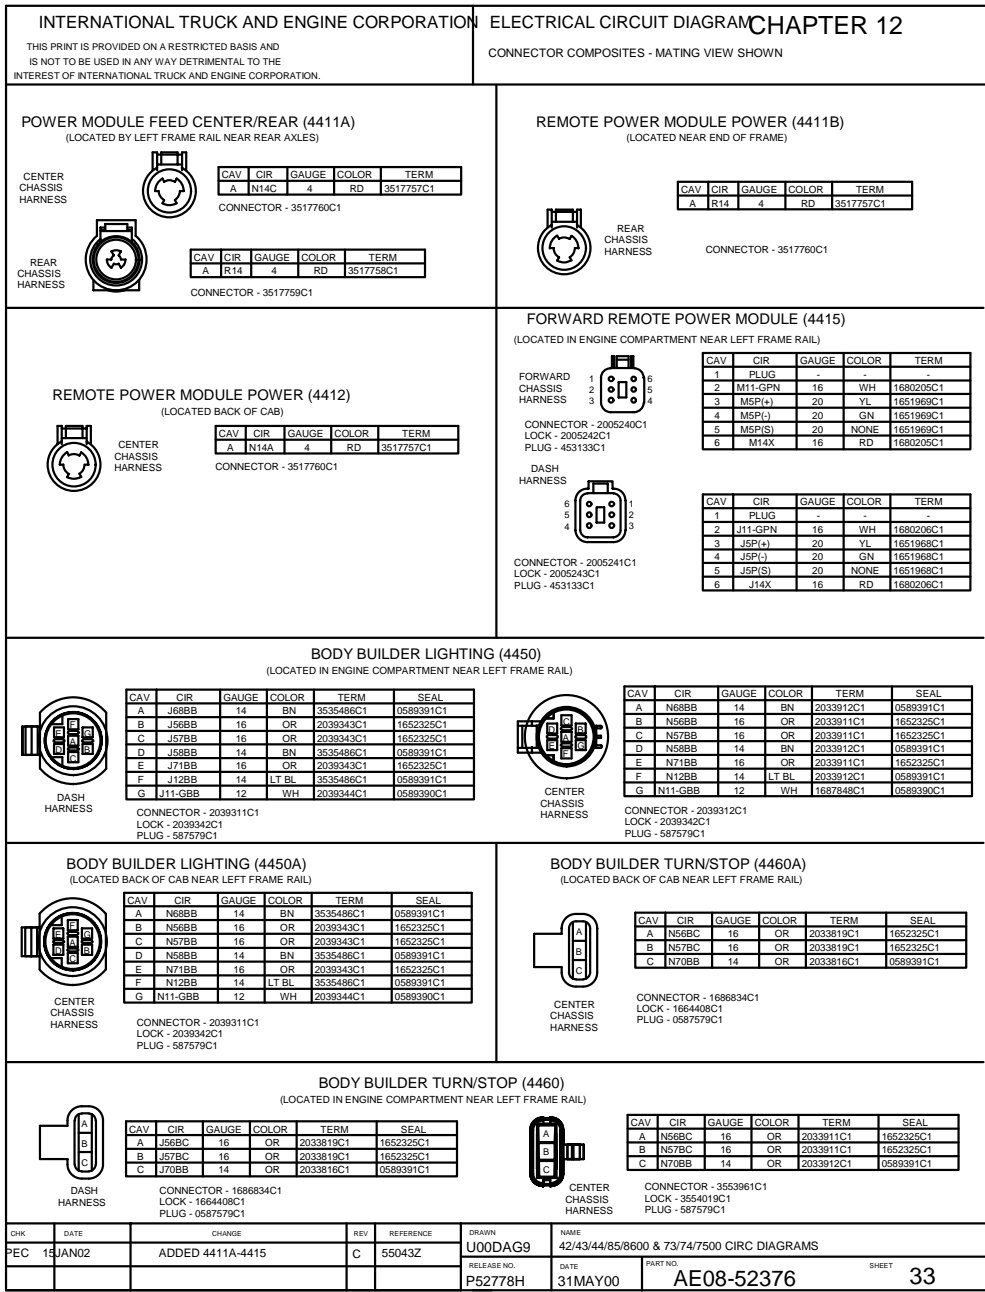 INTERNATIONAL TRUCK AND ENGINE CORPORATION
THIS PRINT IS PROVIDED ON A RESTRICTED BASIS AND
IS NOT TO BE USED IN ANY WAY DETRIMENTAL TO THE
INTEREST OF INTERNATIONAL TRUCK AND ENGINE CORPORATION.
ELECTRICAL CIRCUIT DIAGRAM CHAPTER 12
CONNECTOR COMPOSITES - MATING VIEW SHOWN
POWER MODULE FEED CENTER/REAR (4411A)
(LOCATED BY LEFT FRAME RAIL NEAR REAR AXLES)
CENTER
CHASSIS
HARNESS
CAV CIR GAUGE COLOR TERM
A N14C 4 RD 3517757C1
CONNECTOR - 3517760C1
REAR
CHASSIS
HARNESS
CAV CIR GAUGE COLOR TERM
A R14 4 RD 3517758C1
CONNECTOR - 3517759C1
REMOTE POWER MODULE POWER (4411B)
(LOCATED NEAR END OF FRAME)
CAV CIR GAUGE COLOR TERM
A R14 4 RD 3517757C1
REAR
CHASSIS
HARNESS
CONNECTOR - 3517760C1
REMOTE POWER MODULE POWER (4412)
(LOCATED BACK OF CAB)
CENTER
CHASSIS
HARNESS
CAV CIR GAUGE COLOR TERM
A N14A 4 RD 3517757C1
CONNECTOR - 3517760C1
FORWARD REMOTE POWER MODULE (4415)
(LOCATED IN ENGINE COMPARTMENT NEAR LEFT FRAME RAIL)
FORWARD
CHASSIS
HARNESS
1 6
2 5
3 4
CONNECTOR - 2005240C1
LOCK - 2005242C1
PLUG - 453133C1
CAV CIR GAUGE COLOR TERM
1 PLUG - - -
2 M11-GPN 16 WH 1680205C1
3 M5P(+) 20 YL 1651969C1
4 M5P(-) 20 GN 1651969C1
5 M5P(S) 20 NONE 1651969C1
6 M14X 16 RD 1680205C1
DASH
HARNESS
6 1
5 2
4 3
CONNECTOR - 2005241C1
LOCK - 2005243C1
PLUG - 453133C1
CAV CIR GAUGE COLOR TERM
1 PLUG - - -
2 J11-GPN 16 WH 1680206C1
3 J5P(+) 20 YL 1651968C1
4 J5P(-) 20 GN 1651968C1
5 J5P(S) 20 NONE 1651968C1
6 J14X 16 RD 1680206C1
BODY BUILDER LIGHTING (4450)
(LOCATED IN ENGINE COMPARTMENT NEAR LEFT FRAME RAIL)
F
E G
A
D B
C
DASH
HARNESS
CAV CIR GAUGE COLOR TERM SEAL
A J68BB 14 BN 3535486C1 0589391C1
B J56BB 16 OR 2039343C1 1652325C1
C J57BB 16 OR 2039343C1 1652325C1
D J58BB 14 BN 3535486C1 0589391C1
E J71BB 16 OR 2039343C1 1652325C1
F J12BB 14 LT BL 3535486C1 0589391C1
G J11-GBB 12 WH 2039344C1 0589390C1
CONNECTOR - 2039311C1
LOCK - 2039342C1
PLUG - 587579C1
C
D B
A
E G
F
CENTER
CHASSIS
HARNESS
CAV CIR GAUGE COLOR TERM SEAL
A N68BB 14 BN 2033912C1 0589391C1
B N56BB 16 OR 2033911C1 1652325C1
C N57BB 16 OR 2033911C1 1652325C1
D N58BB 14 BN 2033912C1 0589391C1
E N71BB 16 OR 2033911C1 1652325C1
F N12BB 14 LT BL 2033912C1 0589391C1
G N11-GBB 12 WH 1687848C1 0589390C1
CONNECTOR - 2039312C1
LOCK - 2039342C1
PLUG - 587579C1
BODY BUILDER LIGHTING (4450A)
(LOCATED BACK OF CAB NEAR LEFT FRAME RAIL)
F
E G
A
D B
C
CENTER
CHASSIS
HARNESS
CAV CIR GAUGE COLOR TERM SEAL
A N68BB 14 BN 3535486C1 0589391C1
B N56BB 16 OR 2039343C1 1652325C1
C N57BB 16 OR 2039343C1 1652325C1
D N58BB 14 BN 3535486C1 0589391C1
E N71BB 16 OR 2039343C1 1652325C1
F N12BB 14 LT BL 3535486C1 0589391C1
G N11-GBB 12 WH 2039344C1 0589390C1
CONNECTOR - 2039311C1
LOCK - 2039342C1
PLUG - 587579C1
BODY BUILDER TURN/STOP (4460A)
(LOCATED BACK OF CAB NEAR LEFT FRAME RAIL)
A
B
C
CENTER
CHASSIS
HARNESS
CAV CIR GAUGE COLOR TERM SEAL
A N56BC 16 OR 2033819C1 1652325C1
B N57BC 16 OR 2033819C1 1652325C1
C N70BB 14 OR 2033816C1 0589391C1
CONNECTOR - 1686834C1
LOCK - 1664408C1
PLUG - 0587579C1
BODY BUILDER TURN/STOP (4460)
(LOCATED IN ENGINE COMPARTMENT NEAR LEFT FRAME RAIL)
A
B
C
DASH
HARNESS
CAV CIR GAUGE COLOR TERM SEAL
A J56BC 16 OR 2033819C1 1652325C1
B J57BC 16 OR 2033819C1 1652325C1
C J70BB 14 OR 2033816C1 0589391C1
CONNECTOR - 1686834C1
LOCK - 1664408C1
PLUG - 0587579C1
A
B
C
CENTER
CHASSIS
HARNESS
CAV CIR GAUGE COLOR TERM SEAL
A N56BC 16 OR 2033911C1 1652325C1
B N57BC 16 OR 2033911C1 1652325C1
C N70BB 14 OR 2033912C1 0589391C1
CONNECTOR - 3553961C1
LOCK - 3554019C1
PLUG - 587579C1
CHK DATE CHANGE REV REFERENCE
PEC 15JAN02 ADDED 4411A-4415 C 55043Z
DRAWN
U00DAG9
NAME
42/43/44/85/8600 & 73/74/7500 CIRC DIAGRAMS
RELEASE NO.
P52778H
DATE
31MAY00
PART NO.
AE08-52376
SHEET 33